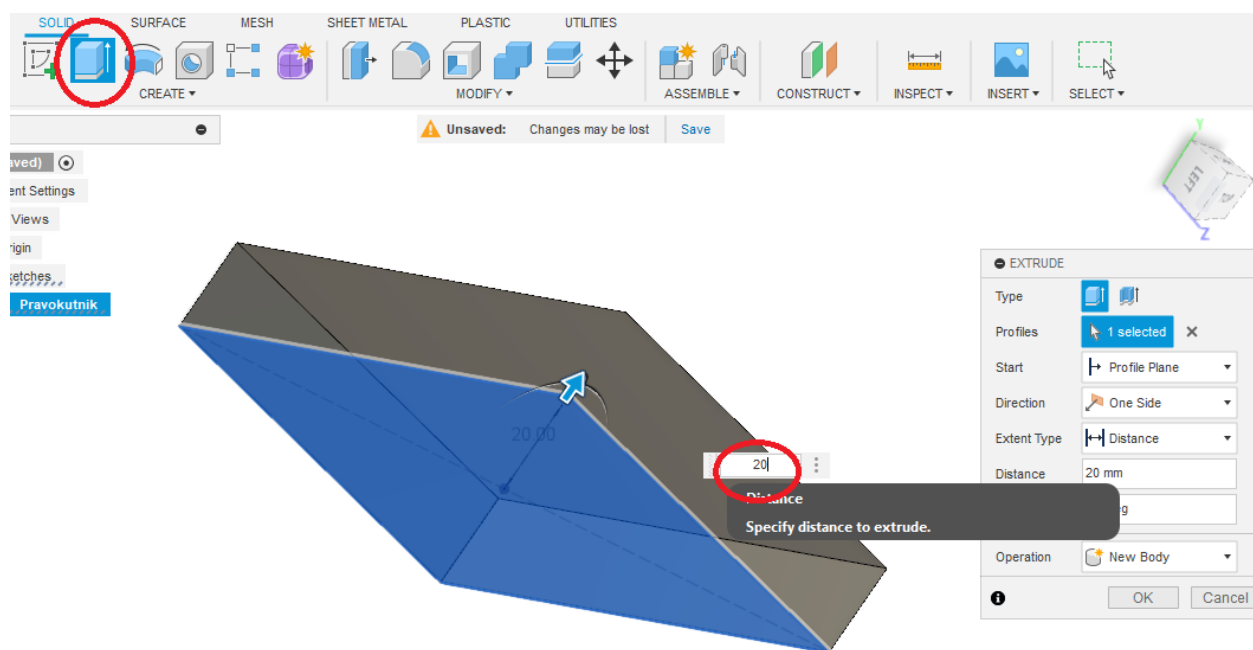 SOLID SURFACE MESH SHEET METAL PLASTIC UTILITIES
CREATE MODIFY ASSEMBLE CONSTRUCT INSPECT INSERT SELECT
Unsaved: Changes may be lost Save
Y
LEFT
Z
aved)
ent Settings
Views
rigin
ketches
Pravokutnik
20.00
20
Distance
Specify distance to extrude.
EXTRUDE
Type
Profiles 1 selected
Start Profile Plane
Direction One Side
Extent Type Distance
Distance 20 mm
eg
Operation New Body
OK Cancel